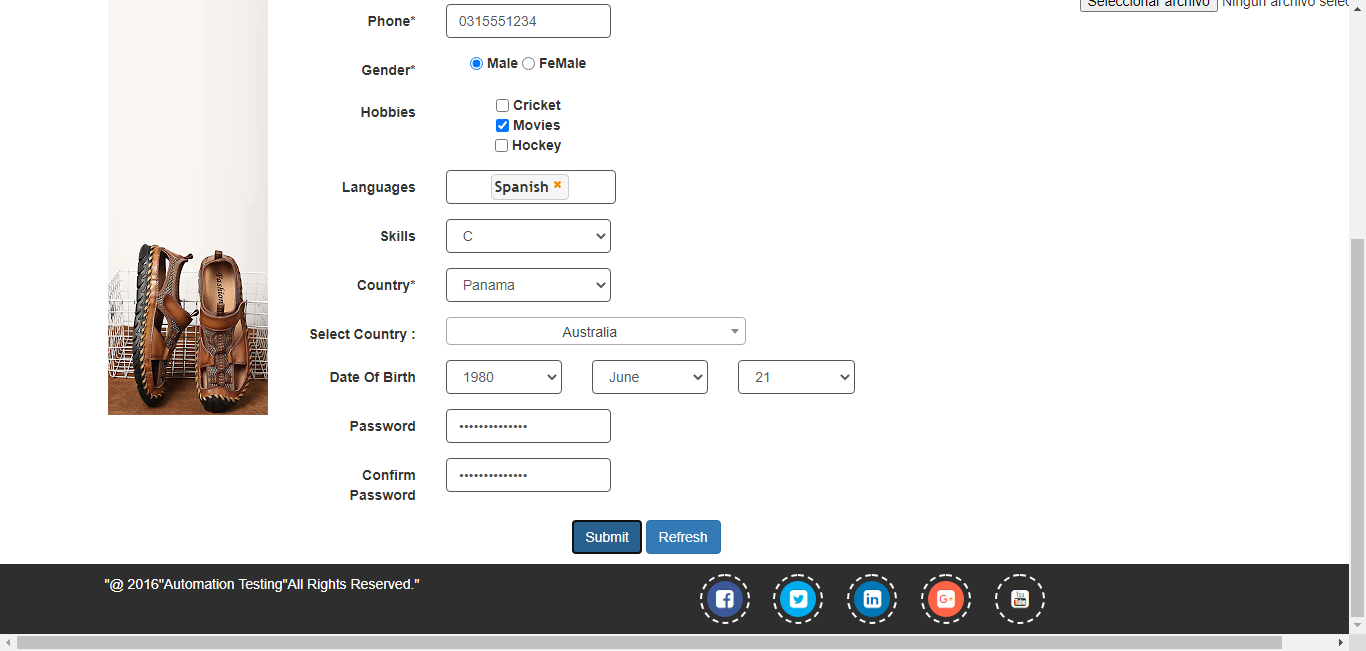 Seleccionar archivo Ningún archivo selec
Phone* 0315551234
Gender* Male FeMale
Hobbies Cricket
Movies
Hockey
Languages Spanish
Skills C
Country* Panama
Select Country : Australia
Date Of Birth 1980 June 21
Password ••••••••••••••
Confirm
Password ••••••••••••••
Submit Refresh
"@ 2016"Automation Testing"All Rights Reserved."
G+
You
Tube